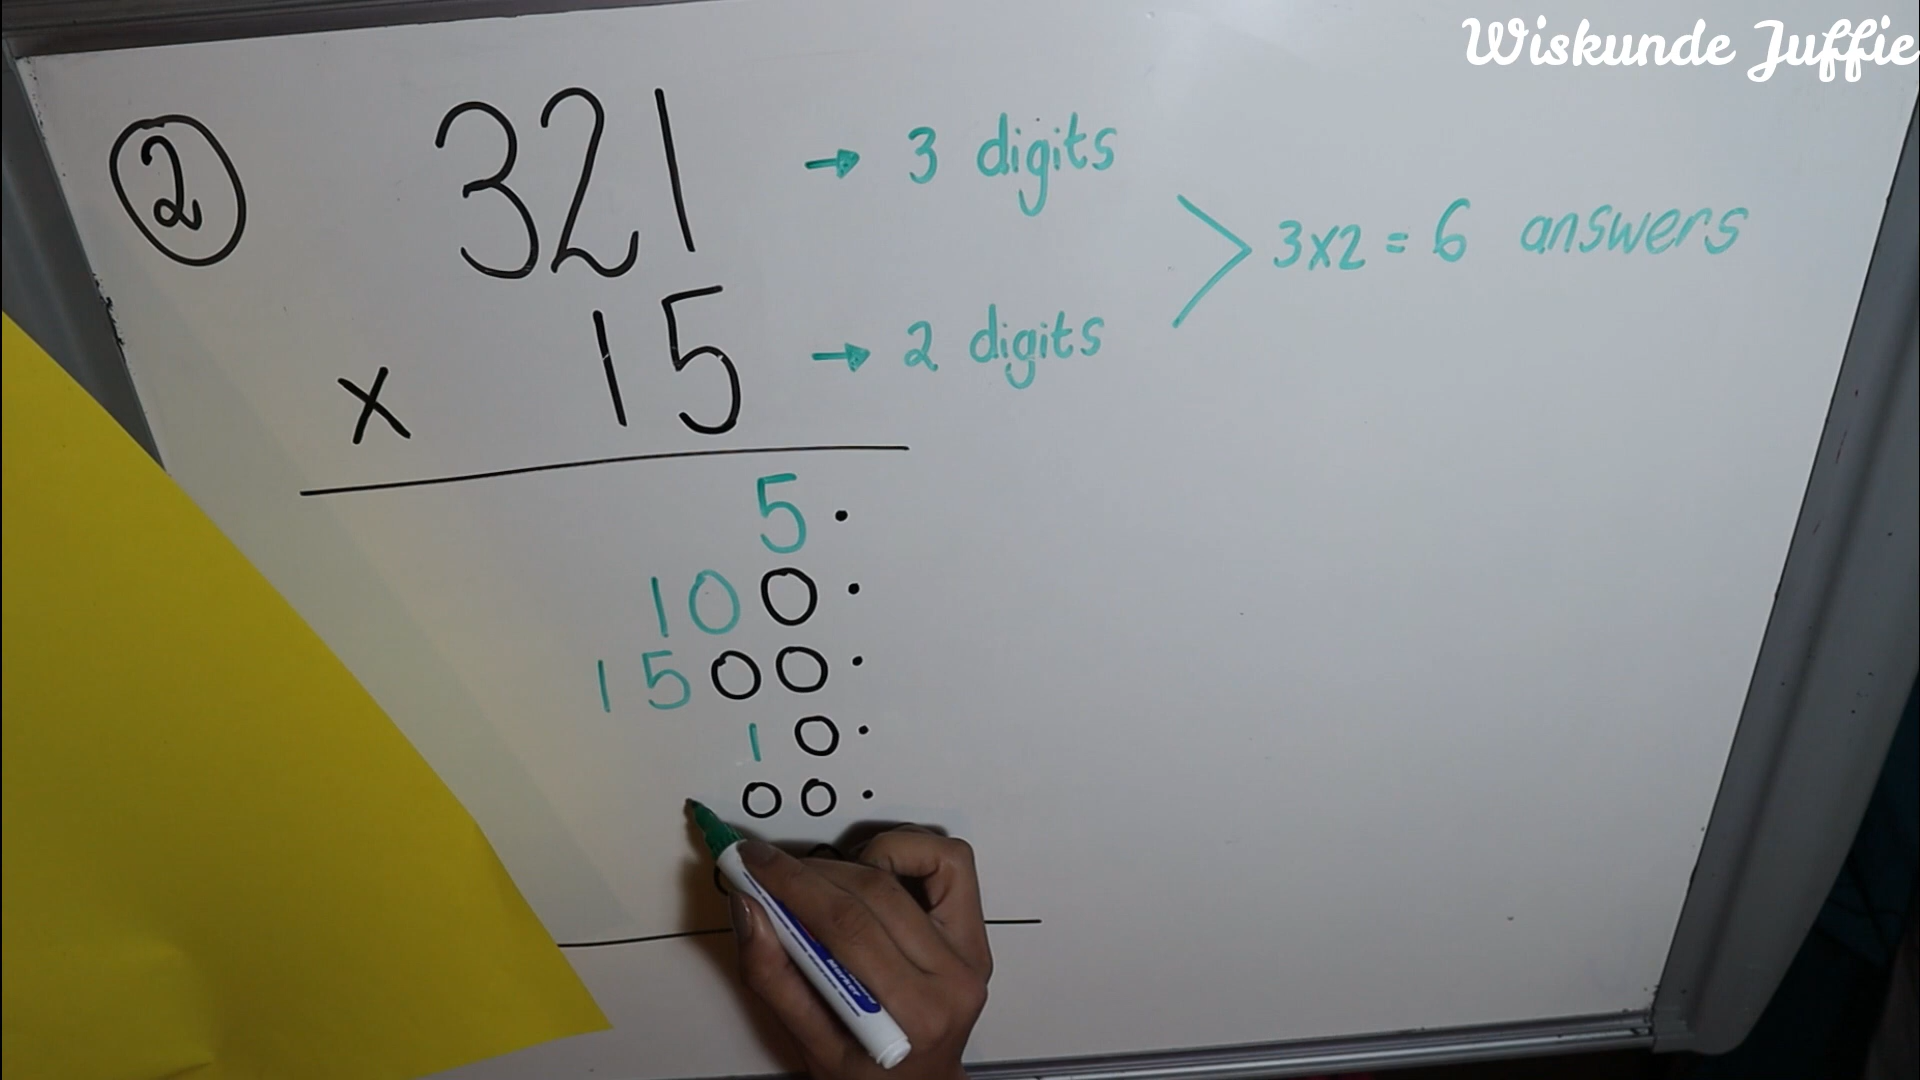 Wiskunde Juffie
2
321 → 3 digits
3x2 = 6 answers
x 15 → 2 digits
5.
100.
1500.
10.
00.